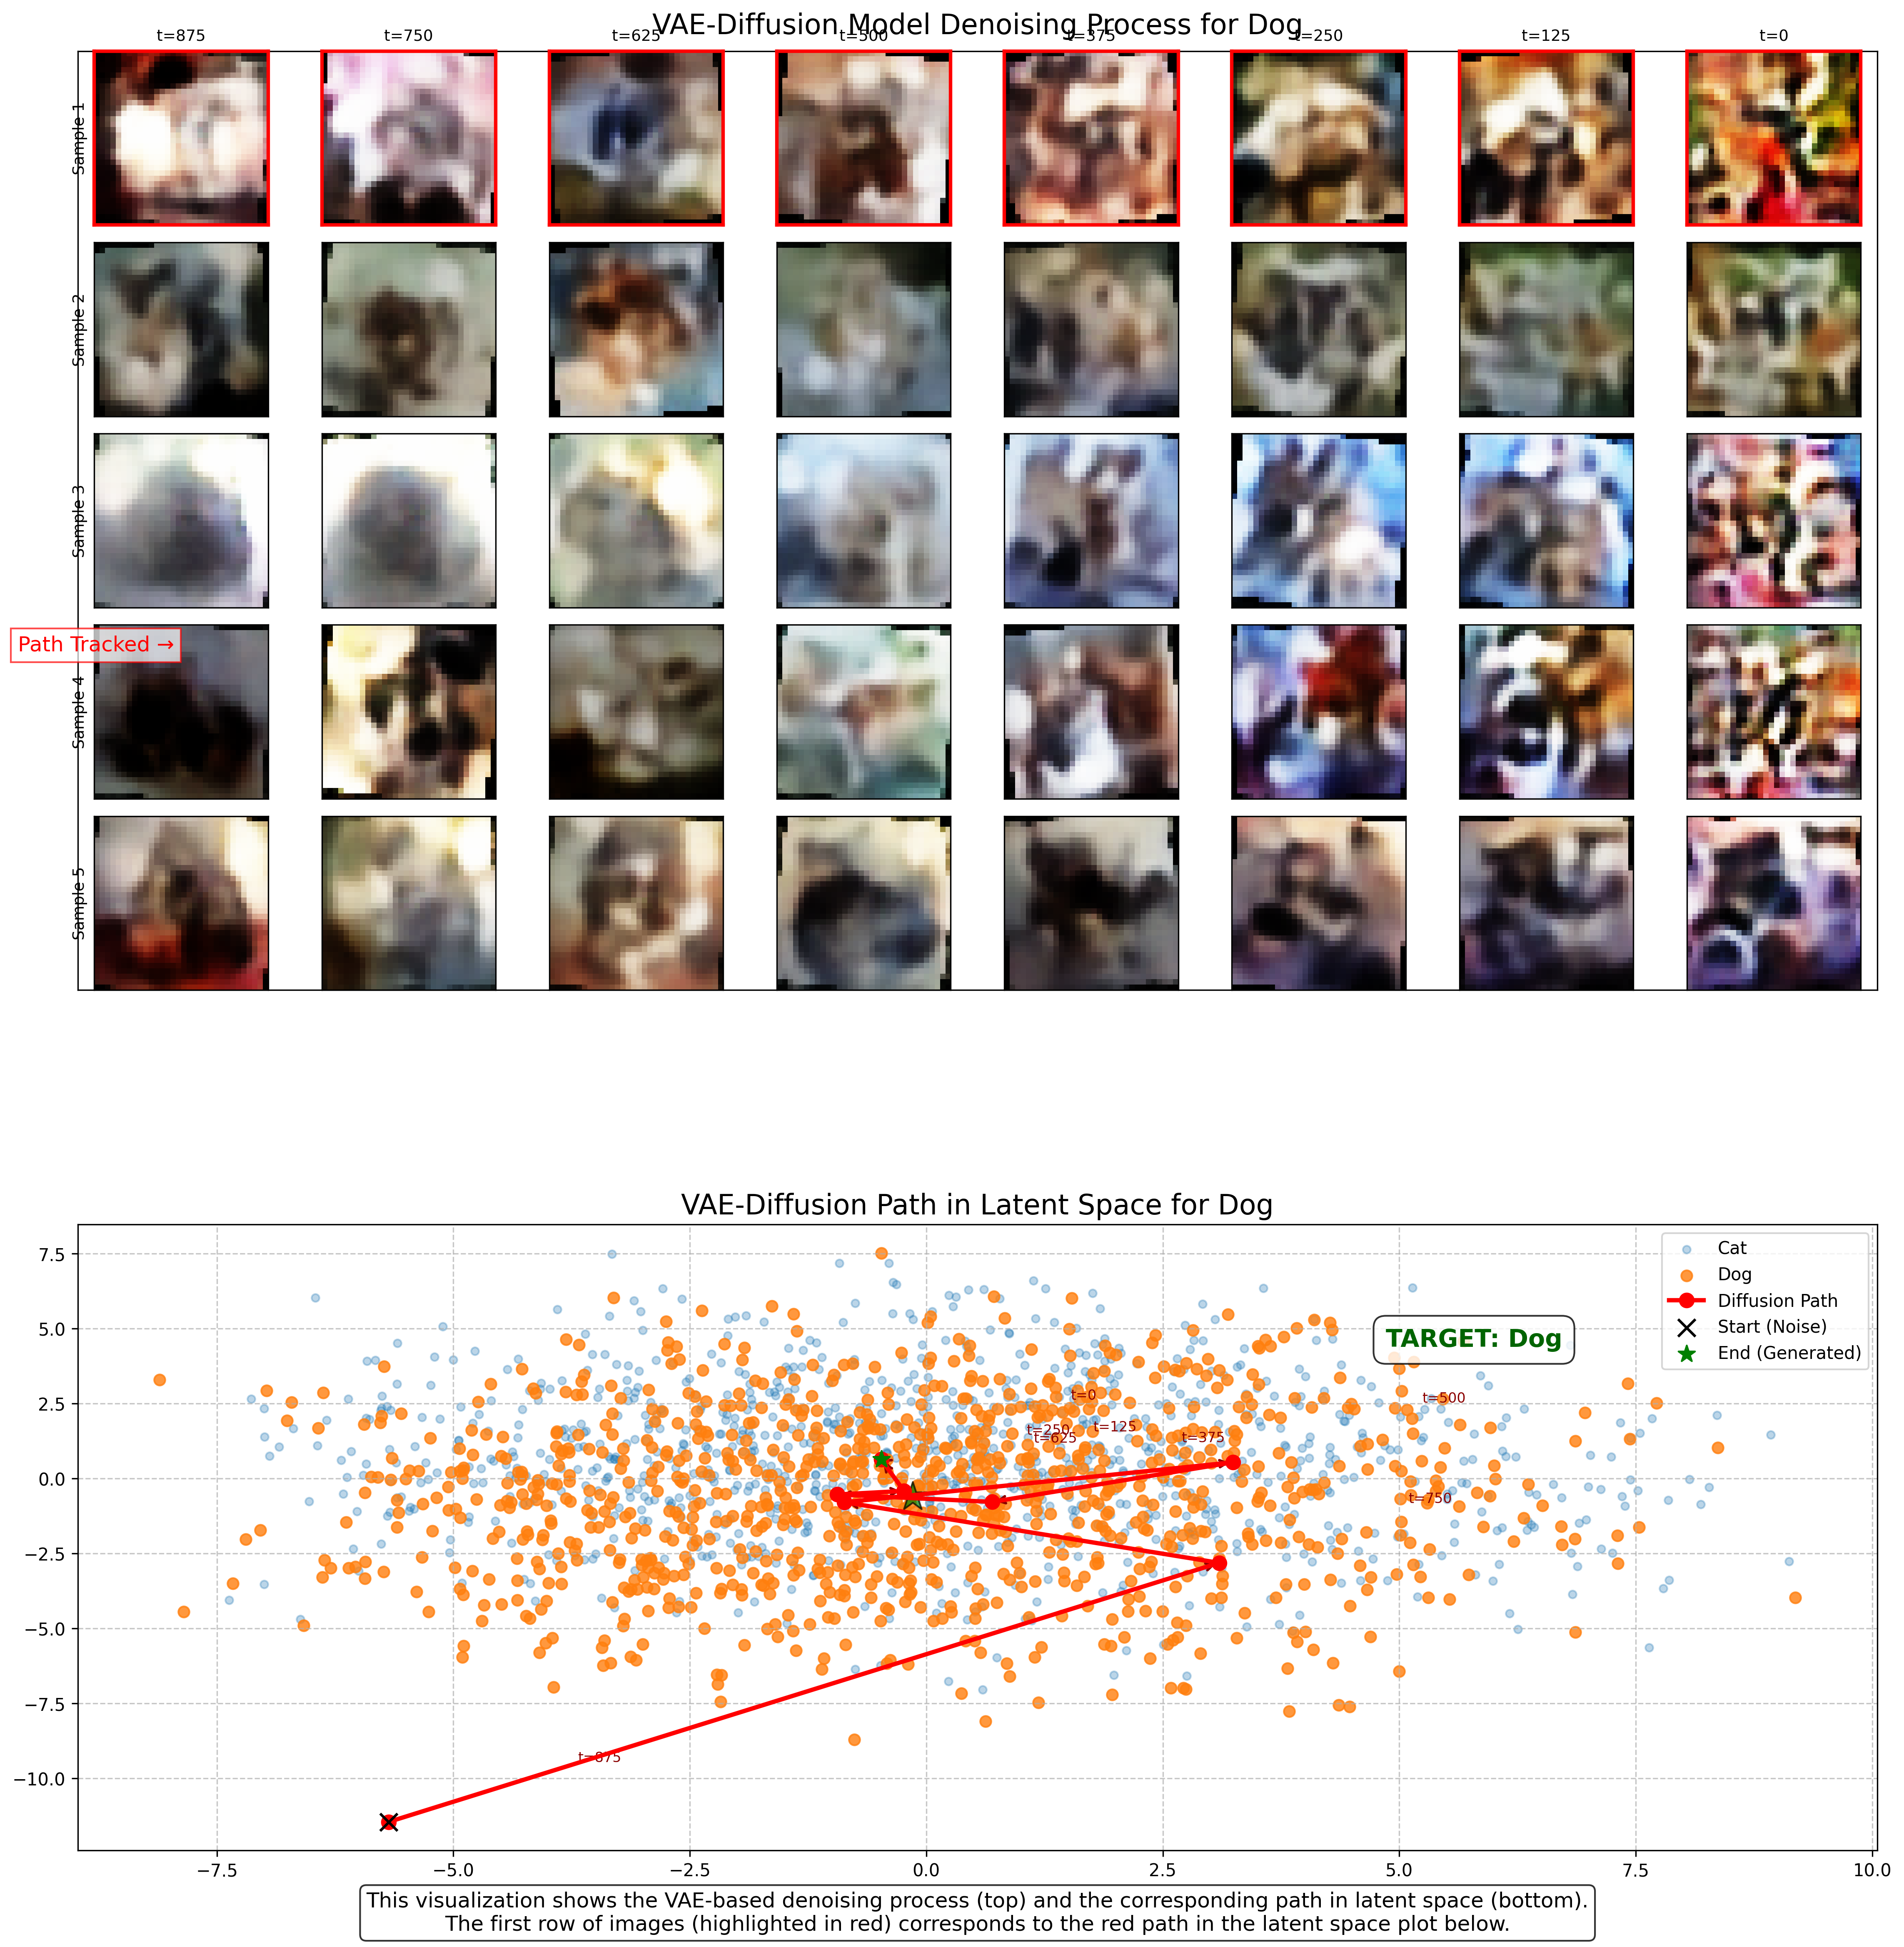 VAE-Diffusion Model Denoising Process for Dog
t=875 t=750 t=625 t=500 t=375 t=250 t=125 t=0
Sample 1
Sample 2
Sample 3
Path Tracked →
Sample 4
Sample 5
VAE-Diffusion Path in Latent Space for Dog
7.5
5.0
2.5
0.0
−2.5
−5.0
−7.5
−10.0
Cat
Dog
Diffusion Path
Start (Noise)
End (Generated)
TARGET: Dog
t=0
t=500
t=250
t=125
t=625
t=375
t=750
t=875
−7.5 −5.0 −2.5 0.0 2.5 5.0 7.5 10.0
This visualization shows the VAE-based denoising process (top) and the corresponding path in latent space (bottom).
The first row of images (highlighted in red) corresponds to the red path in the latent space plot below.